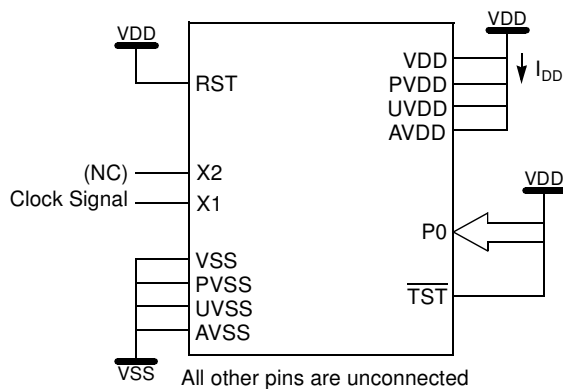 VDD
VDD
VDD
RST
PVDD
I_DD
UVDD
AVDD
(NC)
X2
VDD
Clock Signal
X1
P0
VSS
PVSS
TST
UVSS
AVSS
VSS
All other pins are unconnected